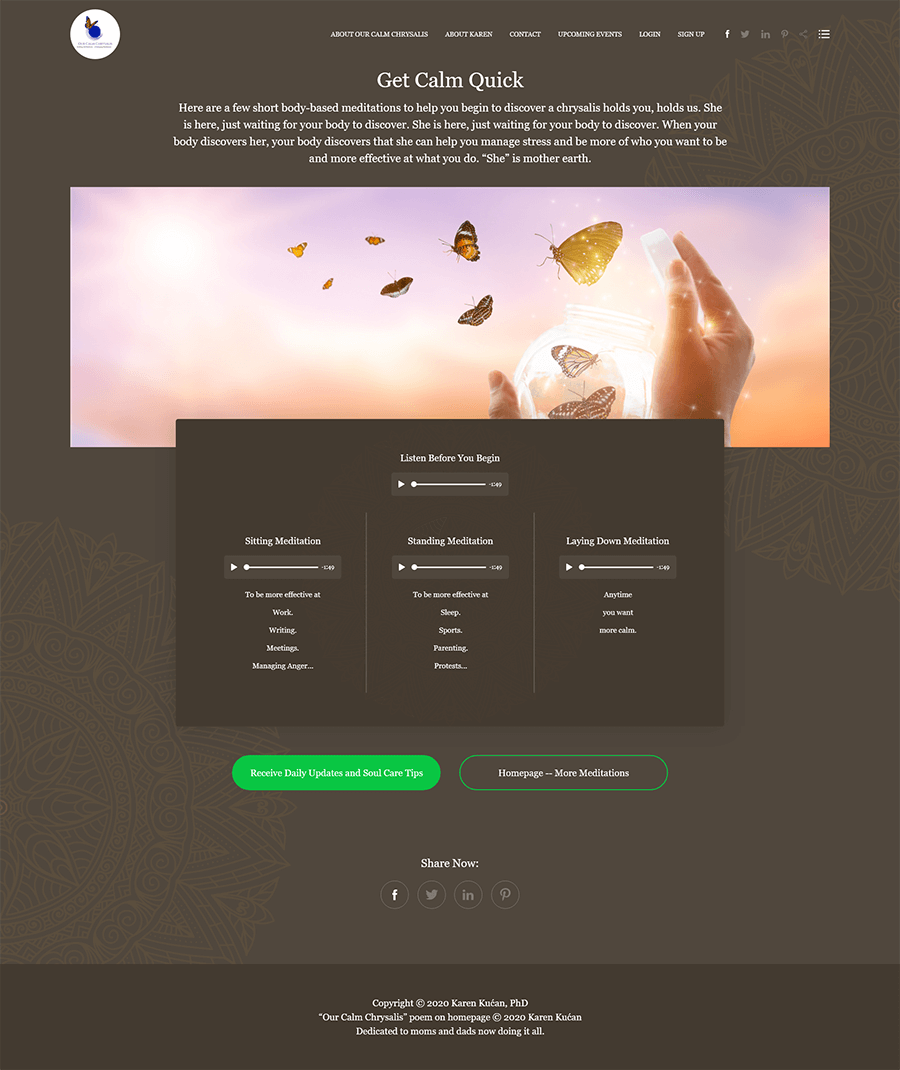 OUR CALM CHRYSALIS
ABOUT OUR CALM CHRYSALIS ABOUT KAREN CONTACT UPCOMING EVENTS LOGIN SIGN UP
Get Calm Quick
Here are a few short body-based meditations to help you begin to discover a chrysalis holds you, holds us. She
is here, just waiting for your body to discover. She is here, just waiting for your body to discover. When your
body discovers her, your body discovers that she can help you manage stress and be more of who you want to be
and more effective at what you do. “She” is mother earth.
Listen Before You Begin
-1:49
Sitting Meditation
-1:49
To be more effective at
Work.
Writing.
Meetings.
Managing Anger...
Standing Meditation
-1:49
To be more effective at
Sleep.
Sports.
Parenting.
Protests...
Laying Down Meditation
-1:49
Anytime
you want
more calm.
Receive Daily Updates and Soul Care Tips
Homepage -- More Meditations
Share Now:
Copyright © 2020 Karen Kućan, PhD
“Our Calm Chrysalis” poem on homepage © 2020 Karen Kućan
Dedicated to moms and dads now doing it all.